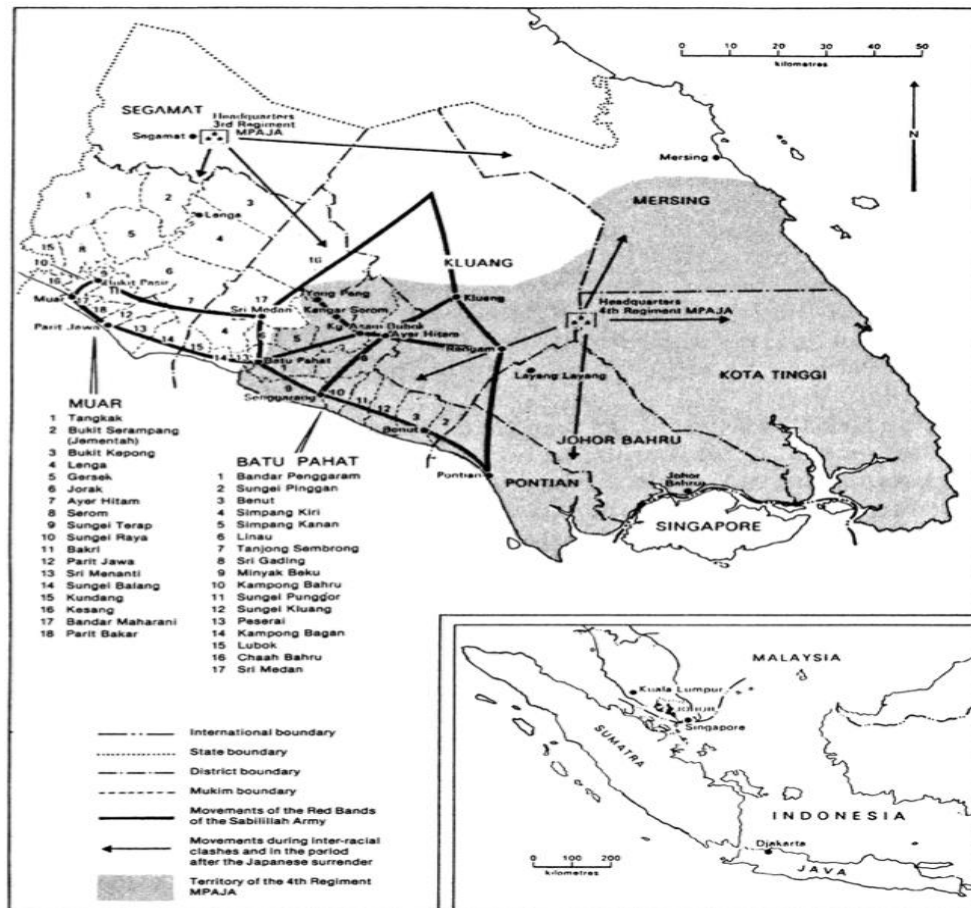 0 10 20 30 40 50
kilometres
N
SEGAMAT
Headquarters
3rd Regiment
MPAJA
Segamat
Mersing
MERSING
Lenga
KLUANG
Kluang
Bukit Pasir
Muar
Parit Jawa
Sri Medan
Yong Peng
Kangar Serom
Ayer Hitam
Batu Pahat
Rengam
Headquarters
4th Regiment MPAJA
Layang Layang
KOTA TINGGI
Senggarang
Benut
JOHOR BAHRU
Pontian
PONTIAN
Johor
Bahru
SINGAPORE
MUAR
1 Tangkak
2 Bukit Serampang
(Jementah)
3 Bukit Kepong
4 Lenga
5 Gersek
6 Jorak
7 Ayer Hitam
8 Serom
9 Sungei Terap
10 Sungei Raya
11 Bakri
12 Parit Jawa
13 Sri Menanti
14 Sungei Balang
15 Kundang
16 Kesang
17 Bandar Maharani
18 Parit Bakar
BATU PAHAT
1 Bandar Penggaram
2 Sungei Pinggan
3 Benut
4 Simpang Kiri
5 Simpang Kanan
6 Linau
7 Tanjong Sembrong
8 Sri Gading
9 Minyak Beku
10 Kampong Bahru
11 Sungei Punggor
12 Sungei Kluang
13 Peserai
14 Kampong Bagan
15 Lubok
16 Chaah Bahru
17 Sri Medan
International boundary
State boundary
District boundary
Mukim boundary
Movements of the Red Bands
of the Sabilillah Army
Movements during inter-racial
clashes and in the period
after the Japanese surrender
Territory of the 4th Regiment
MPAJA
MALAYSIA
Kuala Lumpur
Singapore
SUMATRA
INDONESIA
Djakarta
JAVA
0 100 200
kilometres